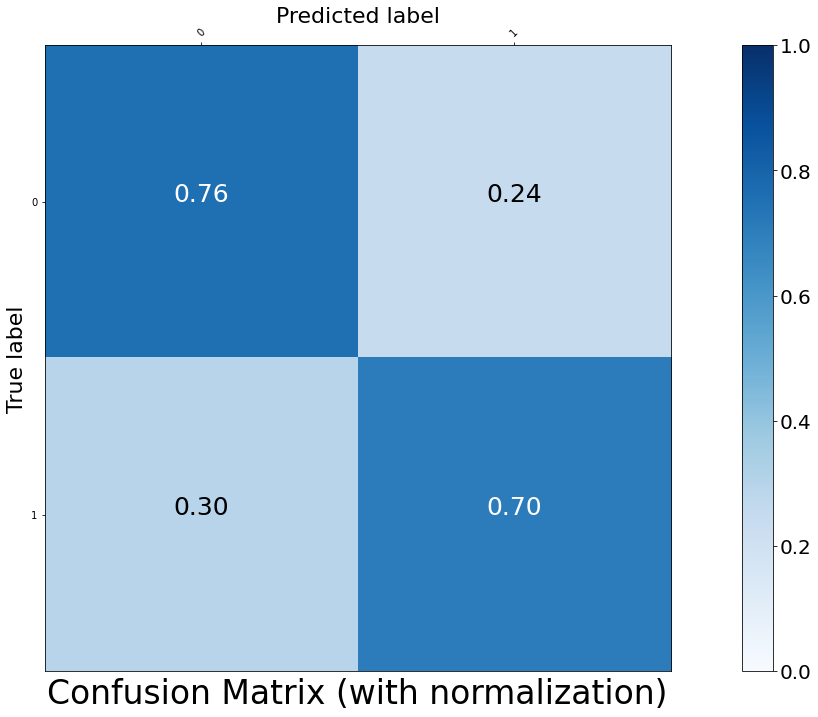 Predicted label
0 1
1.0
0.8
0 0.76 0.24
0.6
True label
0.4
1 0.30 0.70
0.2
0.0
Confusion Matrix (with normalization)